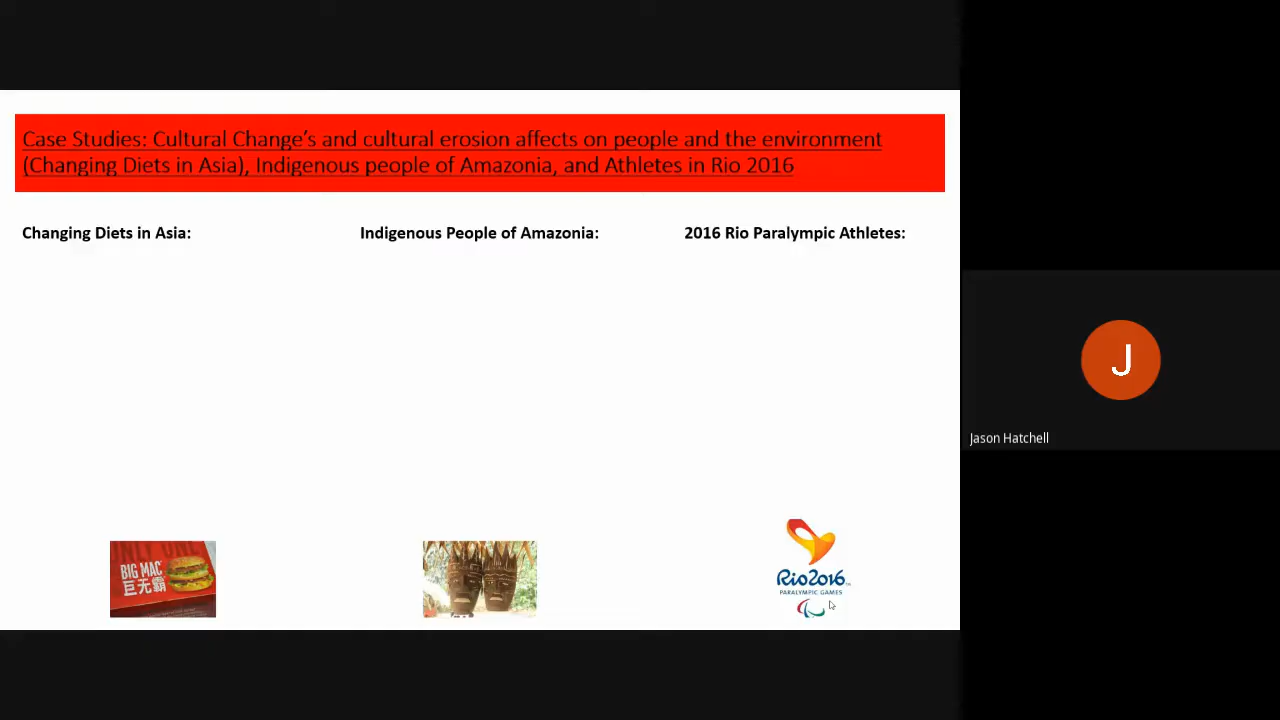 Case Studies: Cultural Change's and cultural erosion affects on people and the environment
(Changing Diets in Asia), Indigenous people of Amazonia, and Athletes in Rio 2016
Changing Diets in Asia:
Indigenous People of Amazonia:
2016 Rio Paralympic Athletes:
BIG MAC
巨无霸
Rio2016
PARALYMPIC GAMES
J
Jason Hatchell